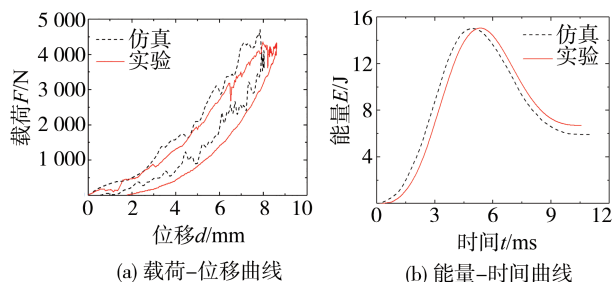 5 000
4 000
3 000
2 000
1 000
0 2 4 6 8 10
载荷F/N
位移d/mm
仿真
实验
(a) 载荷–位移曲线
16
12
8
4
0 3 6 9 12
能量E/J
时间t/ms
仿真
实验
(b) 能量–时间曲线